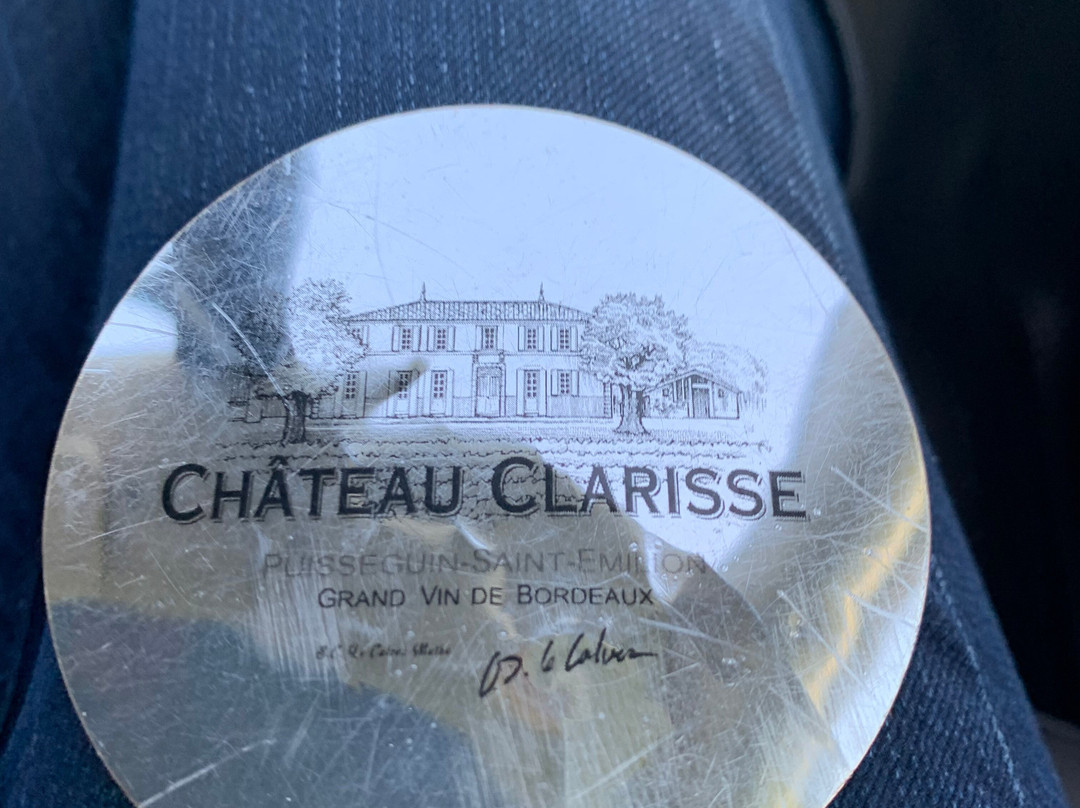 CHÂTEAU CLARISSE
PUISSEGUIN-SAINT-EMILION
GRAND VIN DE BORDEAUX